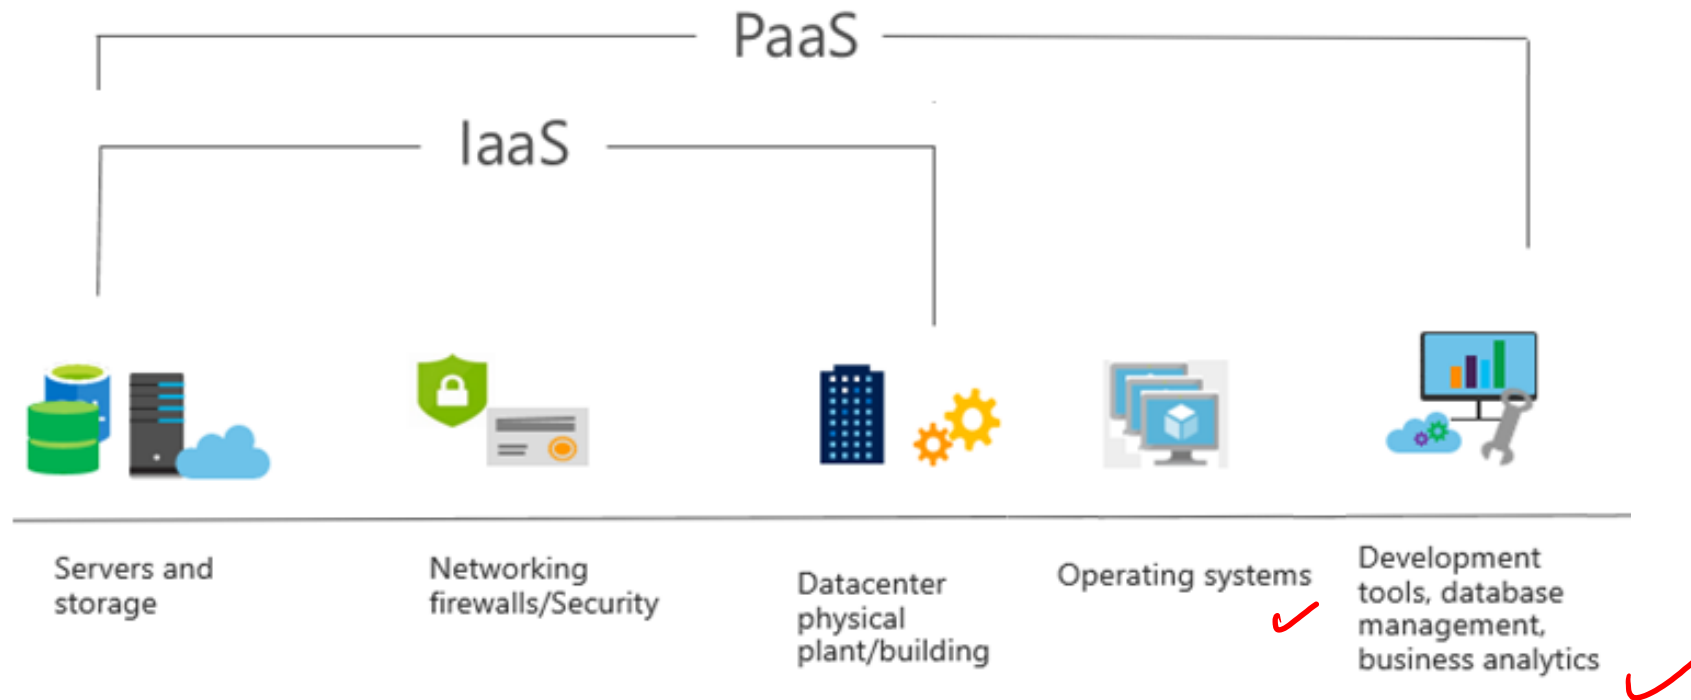 PaaS
IaaS
Servers and
storage
Networking
firewalls/Security
Datacenter
physical
plant/building
Operating systems
Development
tools, database
management,
business analytics